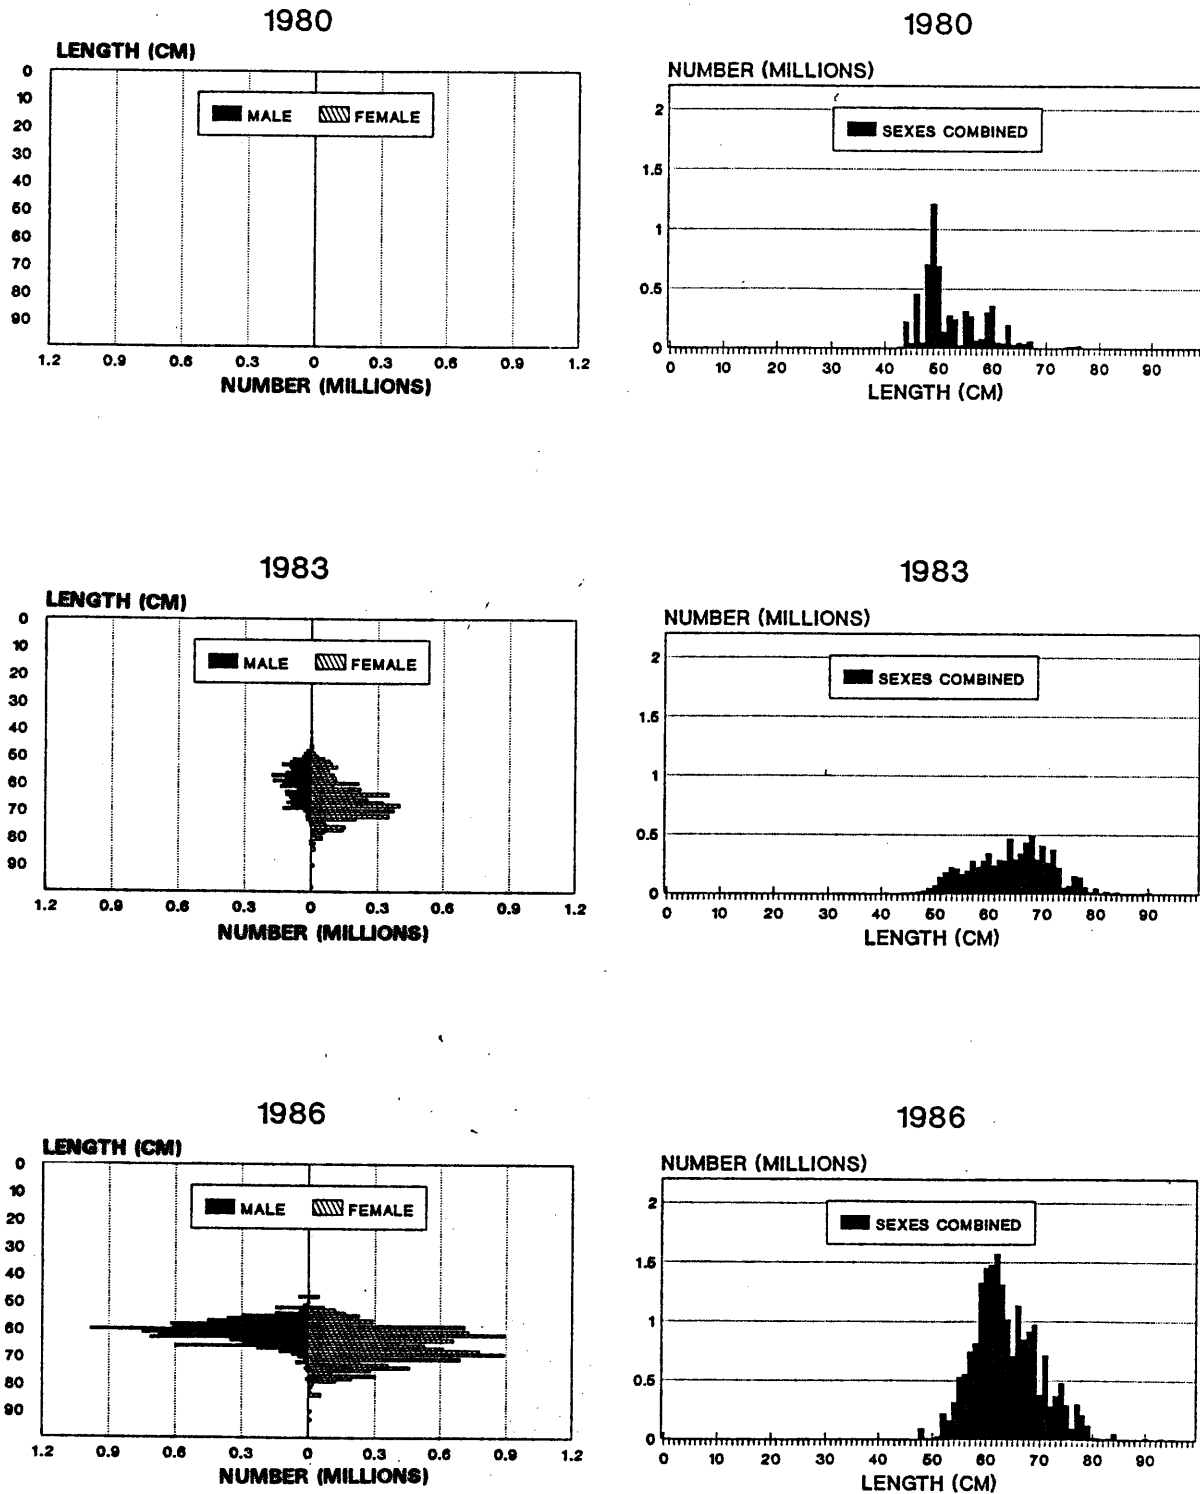 1980
LENGTH (CM)
0
10
20
30
40
50
60
70
80
90
MALE FEMALE
1.2 0.9 0.6 0.3 0 0.3 0.6 0.9 1.2
NUMBER (MILLIONS)
1980
NUMBER (MILLIONS)
2
1.5
1
0.5
0
SEXES COMBINED
0 10 20 30 40 50 60 70 80 90
LENGTH (CM)
1983
LENGTH (CM)
0
10
20
30
40
50
60
70
80
90
MALE FEMALE
1.2 0.9 0.6 0.3 0 0.3 0.6 0.9 1.2
NUMBER (MILLIONS)
1983
NUMBER (MILLIONS)
2
1.5
1
0.5
0
SEXES COMBINED
0 10 20 30 40 50 60 70 80 90
LENGTH (CM)
1986
LENGTH (CM)
0
10
20
30
40
50
60
70
80
90
MALE FEMALE
1.2 0.9 0.6 0.3 0 0.3 0.6 0.9 1.2
NUMBER (MILLIONS)
1986
NUMBER (MILLIONS)
2
1.5
1
0.5
0
SEXES COMBINED
0 10 20 30 40 50 60 70 80 90
LENGTH (CM)